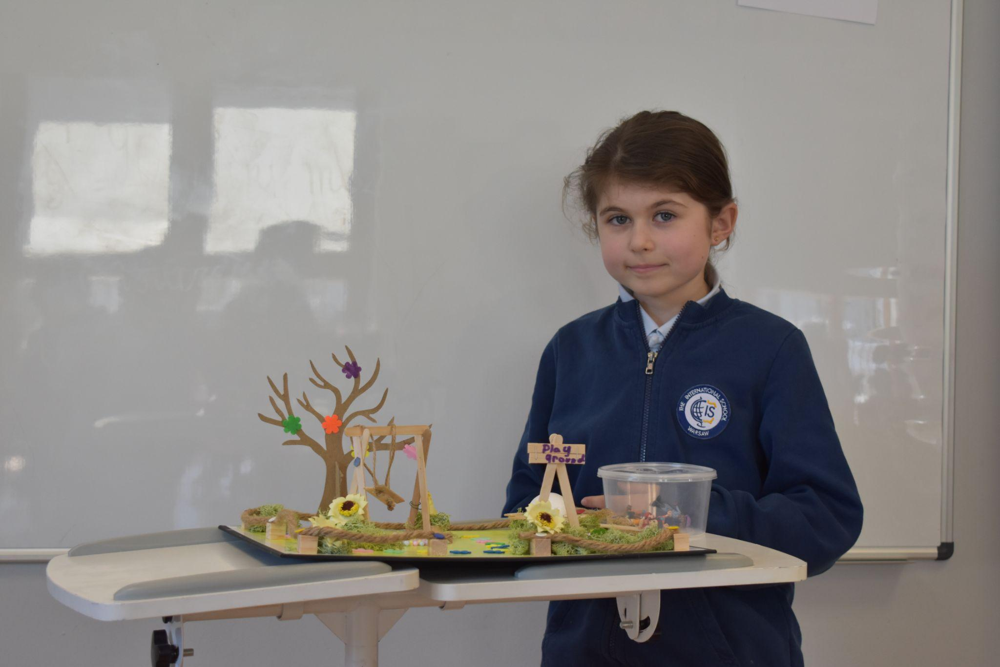 Play
ground
THE INTERNATIONAL SCHOOL
IS
WARSAW